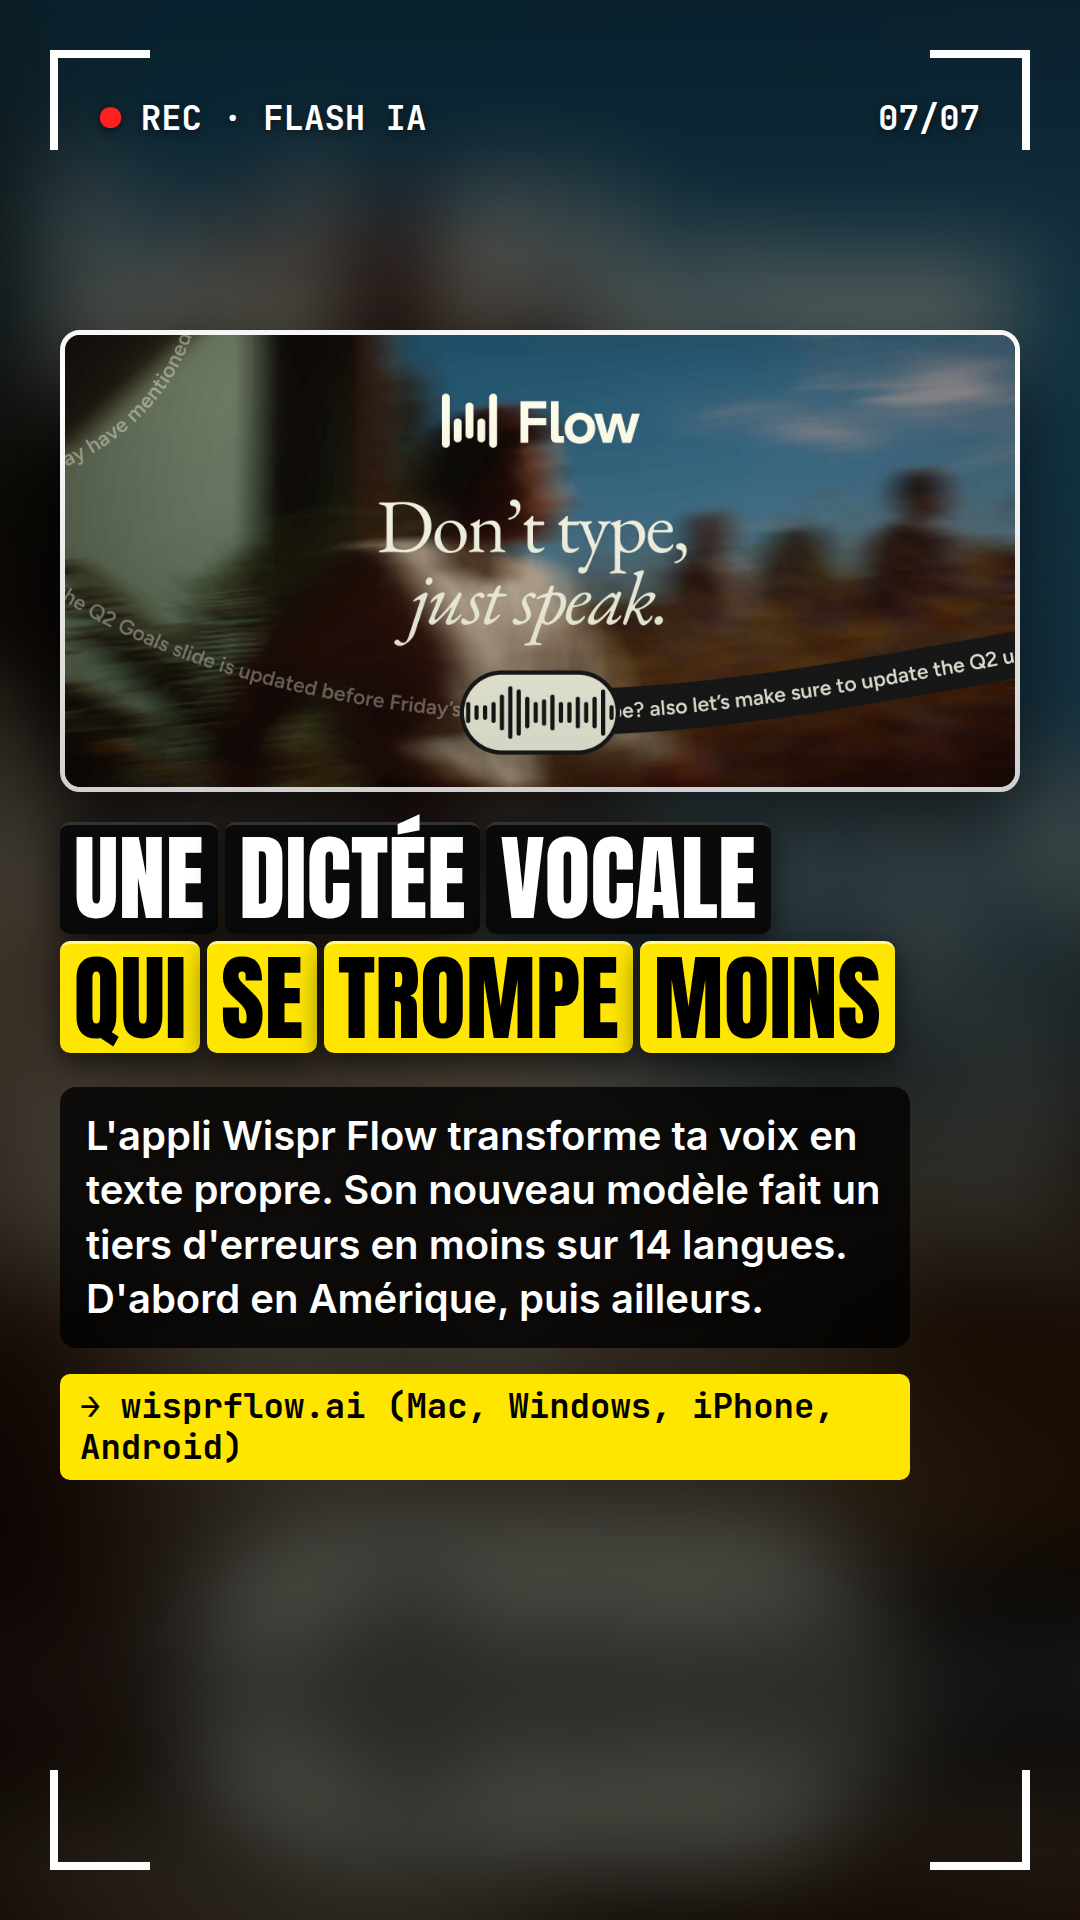 REC · FLASH IA
07/07
ay have mentioned
Flow
Don't type,
just speak.
he Q2 Goals slide is updated before Friday's
e? also let's make sure to update the Q2 u
UNE DICTÉE VOCALE
QUI SE TROMPE MOINS
L'appli Wispr Flow transforme ta voix en
texte propre. Son nouveau modèle fait un
tiers d'erreurs en moins sur 14 langues.
D'abord en Amérique, puis ailleurs.
→ wisprflow.ai (Mac, Windows, iPhone,
Android)